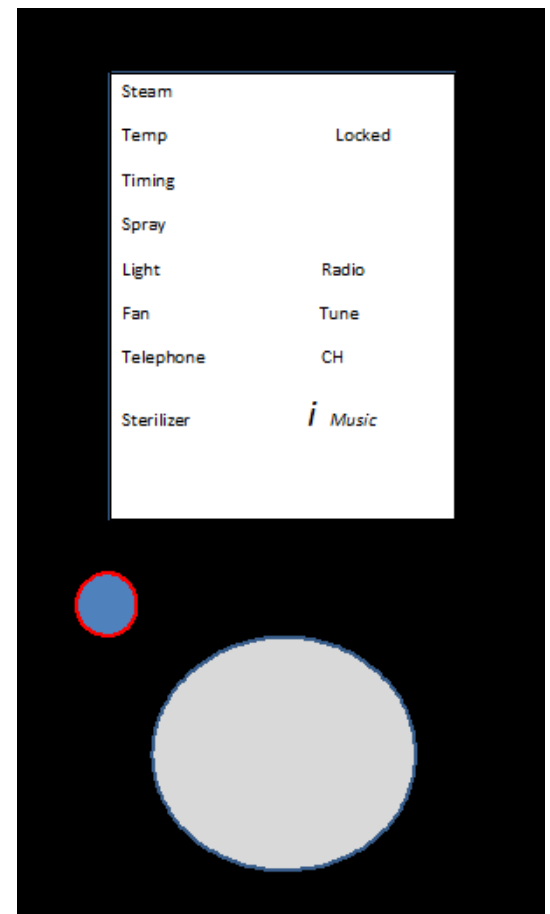 Steam
Temp Locked
Timing
Spray
Light Radio
Fan Tune
Telephone CH
Sterilizer i Music